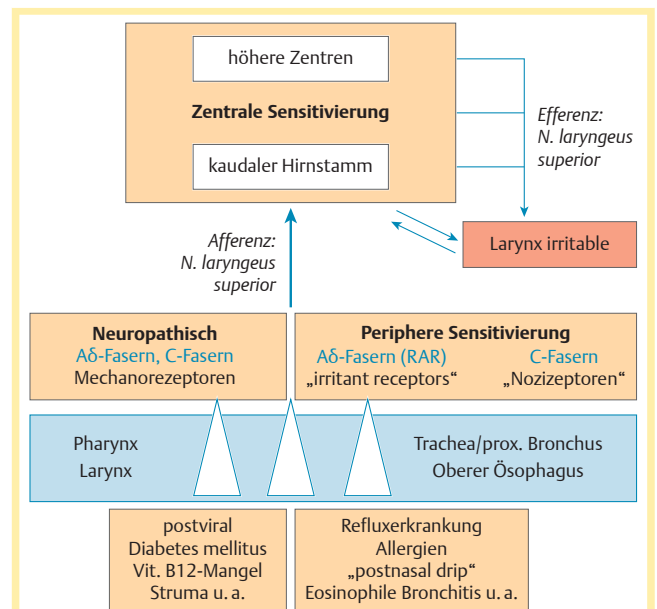 höhere Zentren
Zentrale Sensitivierung
kaudaler Hirnstamm
Efferenz:
N. laryngeus
superior
Larynx irritable
Afferenz:
N. laryngeus
superior
Neuropathisch
Aδ-Fasern, C-Fasern
Mechanorezeptoren
Periphere Sensitivierung
Aδ-Fasern (RAR) C-Fasern
„irritant receptors“ „Nozizeptoren“
Pharynx
Larynx
Trachea/prox. Bronchus
Oberer Ösophagus
postviral
Diabetes mellitus
Vit. B12-Mangel
Struma u. a.
Refluxerkrankung
Allergien
„postnasal drip“
Eosinophile Bronchitis u. a.